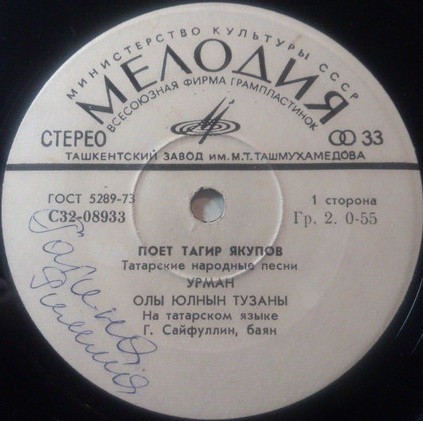 МИНИСТЕРСТВО КУЛЬТУРЫ СССР
МЕЛОДИЯ
ВСЕСОЮЗНАЯ ФИРМА ГРАМПЛАСТИНОК
СТЕРЕО
33
ТАШКЕНТСКИЙ ЗАВОД ИМ. М.Т. ТАШМУХАМЕДОВА
ГОСТ 5289-73
С32-08933
1 сторона
Гр. 2. 0-55
ПОЕТ ТАГИР ЯКУПОВ
Татарские народные песни
УРМАН
ОЛЫ ЮЛНЫН ТУЗАНЫ
На татарском языке
Г. Сайфуллин, баян